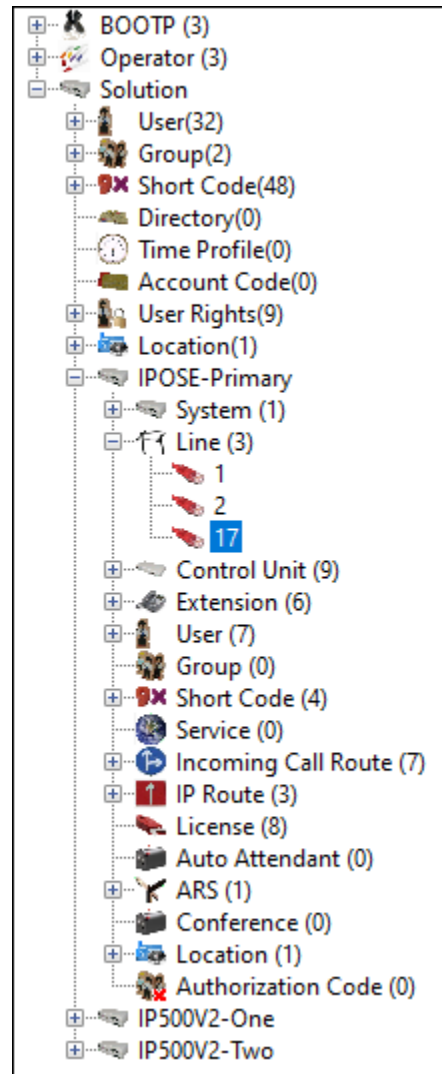 BOOTP (3)
Operator (3)
Solution
User(32)
Group(2)
Short Code(48)
Directory(0)
Time Profile(0)
Account Code(0)
User Rights(9)
Location(1)
IPOSE-Primary
System (1)
Line (3)
1
2
17
Control Unit (9)
Extension (6)
User (7)
Group (0)
Short Code (4)
Service (0)
Incoming Call Route (7)
IP Route (3)
License (8)
Auto Attendant (0)
ARS (1)
Conference (0)
Location (1)
Authorization Code (0)
IP500V2-One
IP500V2-Two